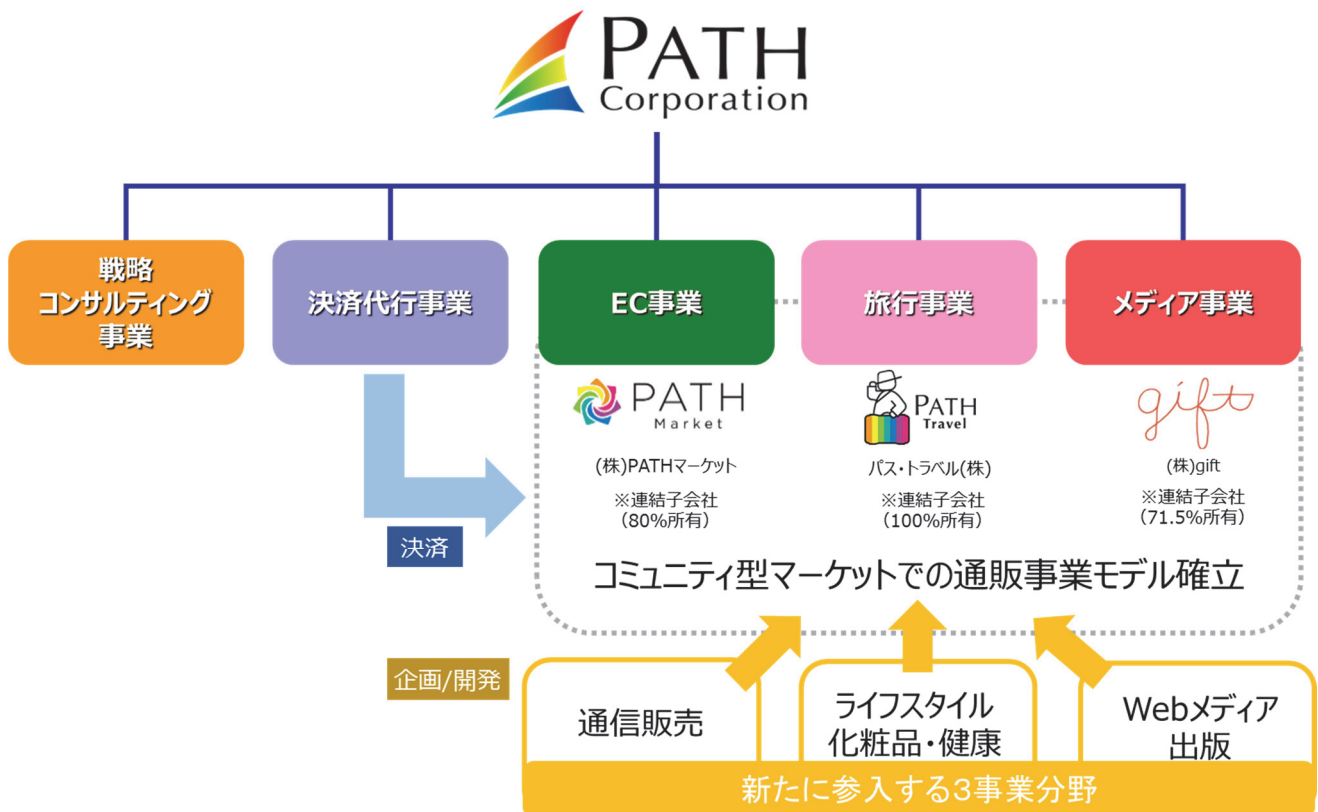 PATH
Corporation
戦略
コンサルティング
事業
決済代行事業
EC事業
旅行事業
メディア事業
PATH
Market
PATH
Travel
gift
(株)PATHマーケット
パス・トラベル(株)
(株)gift
※連結子会社
(80%所有)
※連結子会社
(100%所有)
※連結子会社
(71.5%所有)
決済
コミュニティ型マーケットでの通販事業モデル確立
企画/開発
通信販売
ライフスタイル
化粧品・健康
Webメディア
出版
新たに参入する3事業分野